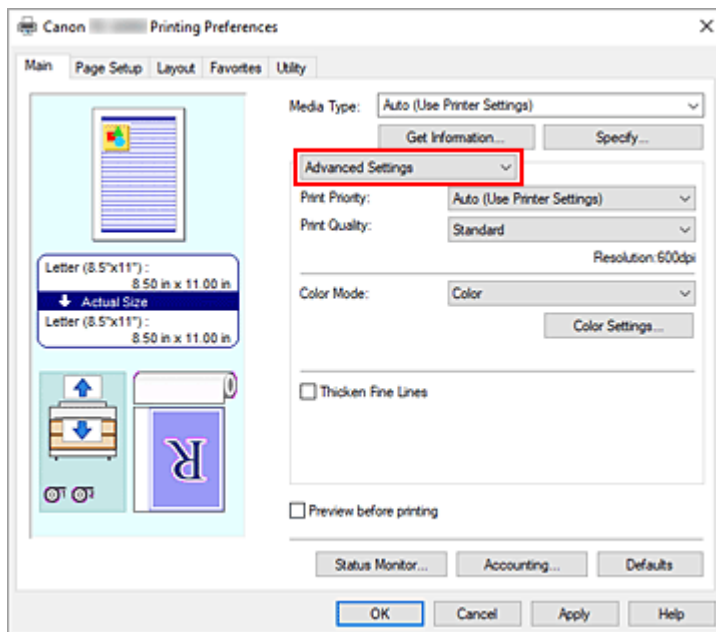 Canon Printing Preferences
Main Page Setup Layout Favorites Utility
Media Type: Auto (Use Printer Settings)
Get Information... Specify...
Advanced Settings
Print Priority: Auto (Use Printer Settings)
Print Quality: Standard
Resolution:600dpi
Letter (8.5"x11") :
8.50 in x 11.00 in
Actual Size
Letter (8.5"x11") :
8.50 in x 11.00 in
Color Mode: Color
Color Settings...
Thicken Fine Lines
R
1 2
Preview before printing
Status Monitor... Accounting... Defaults
OK Cancel Apply Help